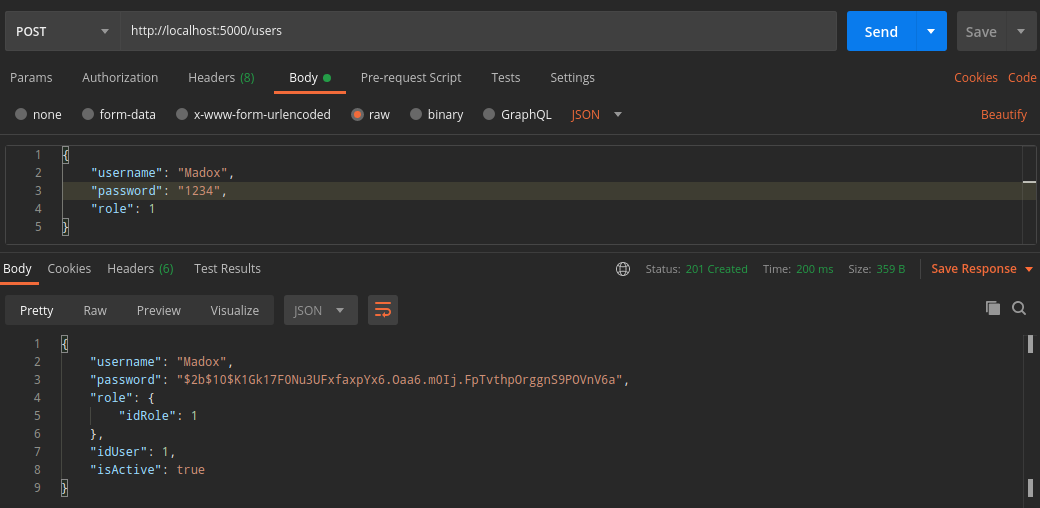 POST http://localhost:5000/users Send Save
Params Authorization Headers (8) Body Pre-request Script Tests Settings Cookies Code
none form-data x-www-form-urlencoded raw binary GraphQL JSON Beautify
1 {
2 "username": "Madox",
3 "password": "1234",
4 "role": 1
5 }
Body Cookies Headers (6) Test Results Status: 201 Created Time: 200 ms Size: 359 B Save Response
Pretty Raw Preview Visualize JSON
1 {
2 "username": "Madox",
3 "password": "$2b$10$K1Gk17F0Nu3UFxfaxpYx6.Oaa6.m0Ij.FpTvthpOrggnS9POVnV6a",
4 "role": {
5 "idRole": 1
6 },
7 "idUser": 1,
8 "isActive": true
9 }